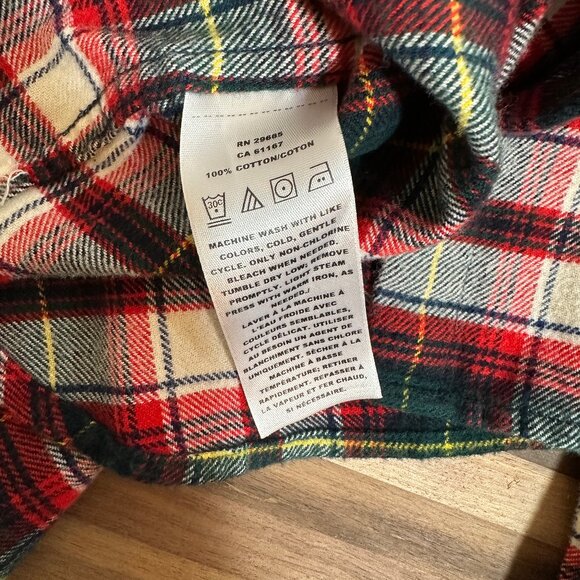 RN 29685
CA 61167
100% COTTON/COTON
30C
MACHINE WASH WITH LIKE
COLORS, COLD, GENTLE
CYCLE, ONLY NON-CHLORINE
BLEACH WHEN NEEDED.
TUMBLE DRY LOW; REMOVE
PROMPTLY. LIGHT STEAM
PRESS WITH WARM IRON, AS
NEEDED.
LAVER À LA MACHINE À
L'EAU FROIDE AVEC
COULEURS SEMBLABLES,
CYCLE DÉLICAT. UTILISER
AU BESOIN UN AGENT DE
BLANCHIMENT SANS CHLORE
UNIQUEMENT. SÉCHER À LA
MACHINE À BASSE
TEMPÉRATURE; RETIRER
RAPIDEMENT. REPASSER À
LA VAPEUR ET FER CHAUD,
SI NÉCESSAIRE.